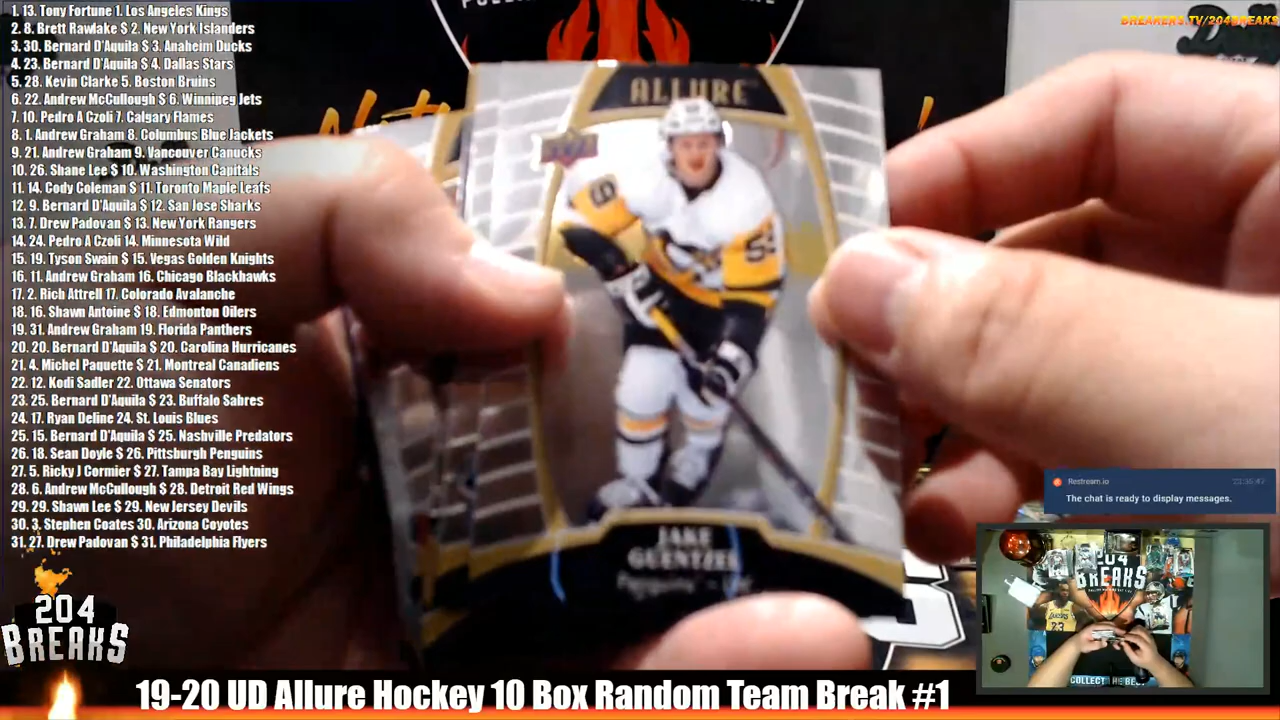 1. 13. Tony Fortune 1. Los Angeles Kings
2. 8. Brett Rawlake $ 2. New York Islanders
3. 30. Bernard D'Aquila $ 3. Anaheim Ducks
4. 23. Bernard D'Aquila $ 4. Dallas Stars
5. 28. Kevin Clarke 5. Boston Bruins
6. 22. Andrew McCullough $ 6. Winnipeg Jets
7. 10. Pedro A Czoli 7. Calgary Flames
8. 1. Andrew Graham 8. Columbus Blue Jackets
9. 21. Andrew Graham 9. Vancouver Canucks
10. 26. Shane Lee $ 10. Washington Capitals
11. 14. Cody Coleman $ 11. Toronto Maple Leafs
12. 9. Bernard D'Aquila $ 12. San Jose Sharks
13. 7. Drew Padovan $ 13. New York Rangers
14. 24. Pedro A Czoli 14. Minnesota Wild
15. 19. Tyson Swain $ 15. Vegas Golden Knights
16. 11. Andrew Graham 16. Chicago Blackhawks
17. 2. Rich Attrell 17. Colorado Avalanche
18. 16. Shawn Antoine $ 18. Edmonton Oilers
19. 31. Andrew Graham 19. Florida Panthers
20. 20. Bernard D'Aquila $ 20. Carolina Hurricanes
21. 4. Michel Paquette $ 21. Montreal Canadiens
22. 12. Kodi Sadler 22. Ottawa Senators
23. 25. Bernard D'Aquila $ 23. Buffalo Sabres
24. 17. Ryan Deline 24. St. Louis Blues
25. 15. Bernard D'Aquila $ 25. Nashville Predators
26. 18. Sean Doyle $ 26. Pittsburgh Penguins
27. 5. Ricky J Cormier $ 27. Tampa Bay Lightning
28. 6. Andrew McCullough $ 28. Detroit Red Wings
29. 29. Shawn Lee $ 29. New Jersey Devils
30. 3. Stephen Coates 30. Arizona Coyotes
31. 27. Drew Padovan $ 31. Philadelphia Flyers
BREAKERS.TV/204BREAKS
ALLURE
59
JAKE
GUENTZEL
Penguins
Restream.io
The chat is ready to display messages.
204
BREAKS
23
COLLECT THE BEST
204
BREAKS
19-20 UD Allure Hockey 10 Box Random Team Break #1